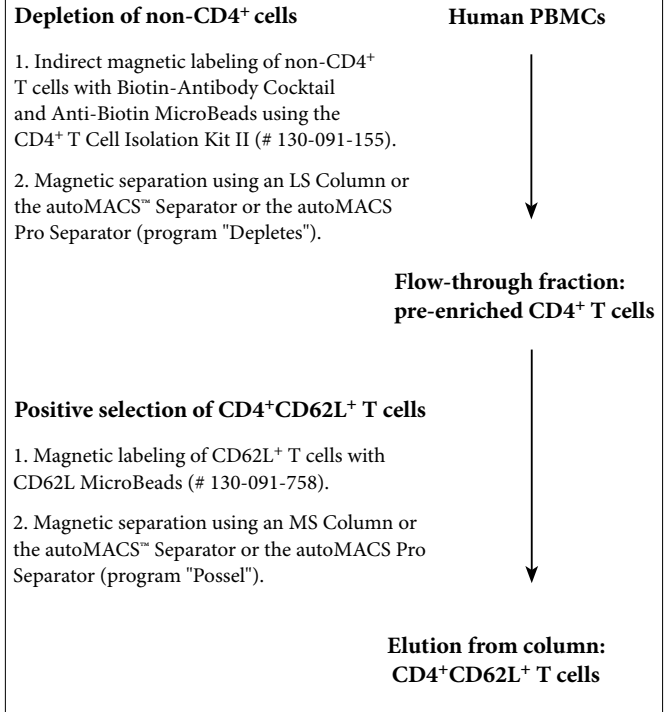 Depletion of non-CD4⁺ cells
Human PBMCs
1. Indirect magnetic labeling of non-CD4⁺
T cells with Biotin-Antibody Cocktail
and Anti-Biotin MicroBeads using the
CD4⁺ T Cell Isolation Kit II (# 130-091-155).
2. Magnetic separation using an LS Column or
the autoMACS™ Separator or the autoMACS
Pro Separator (program "Depletes").
Flow-through fraction:
pre-enriched CD4⁺ T cells
Positive selection of CD4⁺CD62L⁺ T cells
1. Magnetic labeling of CD62L⁺ T cells with
CD62L MicroBeads (# 130-091-758).
2. Magnetic separation using an MS Column or
the autoMACS™ Separator or the autoMACS Pro
Separator (program "Possel").
Elution from column:
CD4⁺CD62L⁺ T cells